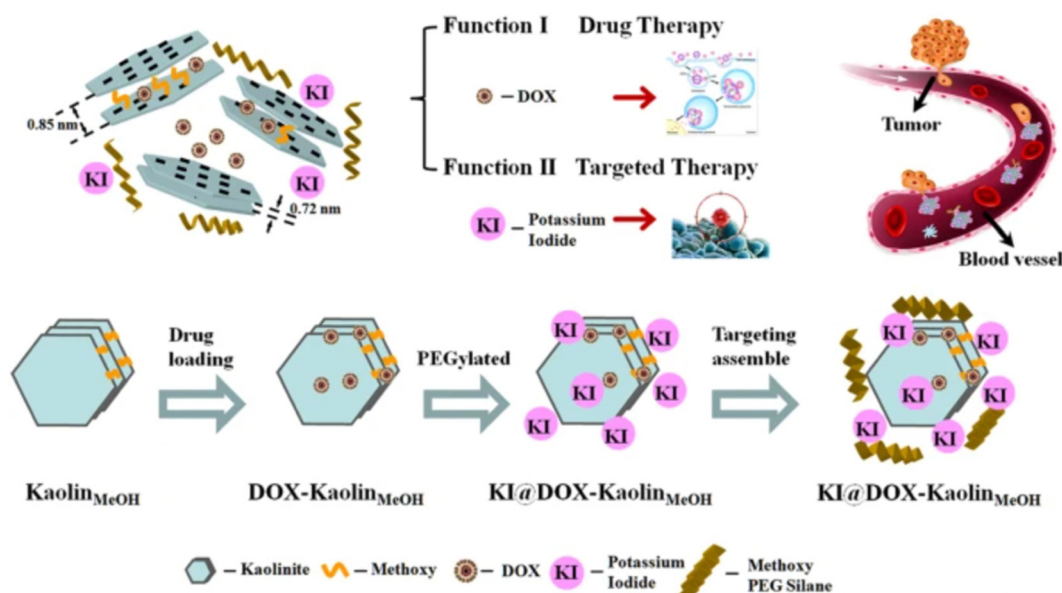 Function I Drug Therapy
KI
0.85 nm
– DOX
Tumor
KI
KI
Function II Targeted Therapy
0.72 nm
KI – Potassium
Iodide
Blood vessel
Drug
loading
PEGylated
Targeting
assemble
KI
KI
KI
KI
KI
KI
KI
KI
KI
KI
KaolinMeOH
DOX-KaolinMeOH
KI@DOX-KaolinMeOH
KI@DOX-KaolinMeOH
– Kaolinite
– Methoxy
– DOX
KI – Potassium
Iodide
– Methoxy
PEG Silane